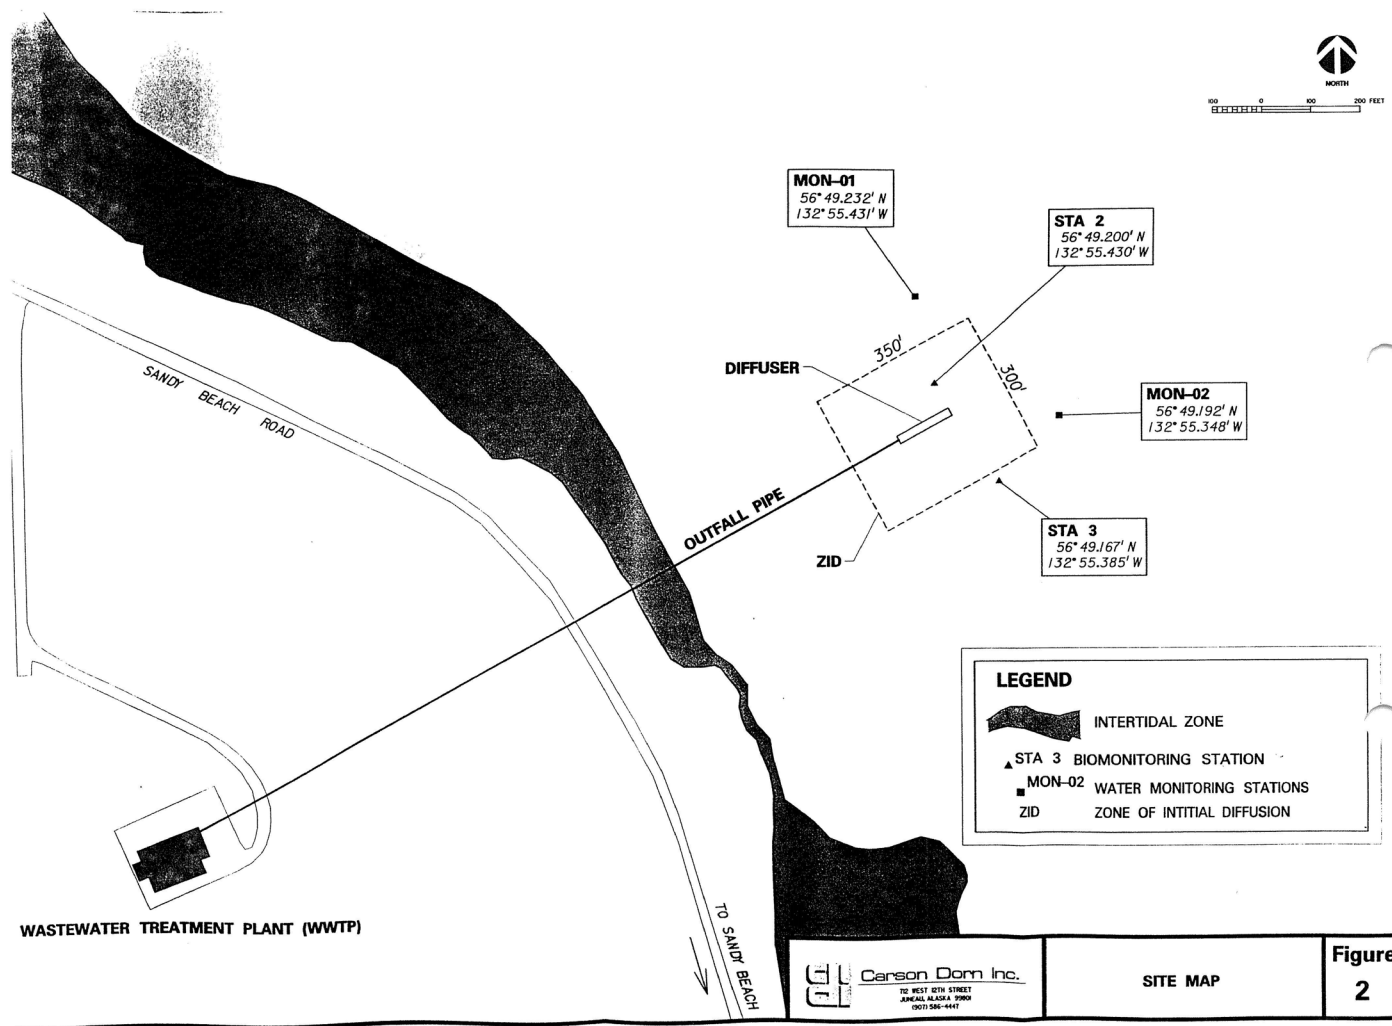 NORTH
100 0 100 200 FEET
MON-01
56° 49.232' N
132° 55.431' W
STA 2
56° 49.200' N
132° 55.430' W
350'
300'
DIFFUSER
MON-02
56° 49.192' N
132° 55.348' W
SANDY BEACH ROAD
OUTFALL PIPE
ZID
STA 3
56° 49.167' N
132° 55.385' W
LEGEND
INTERTIDAL ZONE
STA 3 BIOMONITORING STATION
MON-02 WATER MONITORING STATIONS
ZID ZONE OF INTITIAL DIFFUSION
WASTEWATER TREATMENT PLANT (WWTP)
TO SANDY BEACH
Carson Dorn Inc.
712 WEST 12TH STREET
JUNEAU, ALASKA 99801
(907) 586-4447
SITE MAP
Figure
2